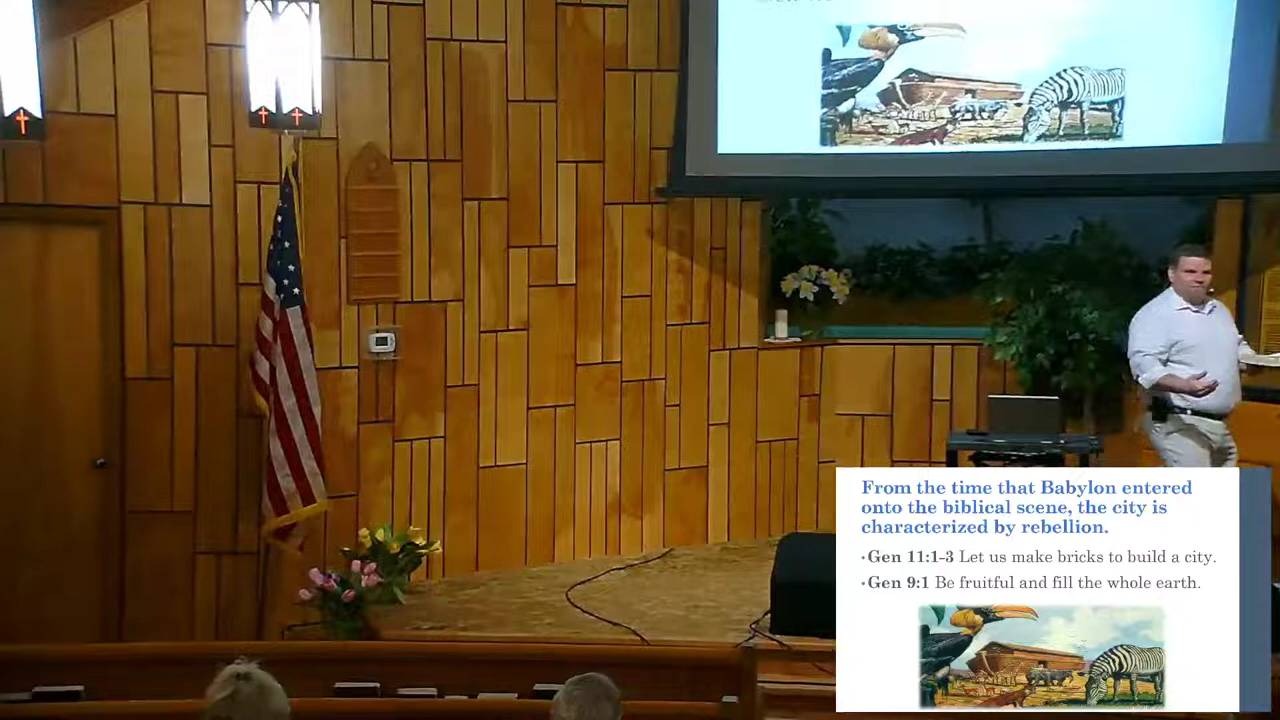 From the time that Babylon entered
onto the biblical scene, the city is
characterized by rebellion.
•Gen 11:1-3 Let us make bricks to build a city.
•Gen 9:1 Be fruitful and fill the whole earth.